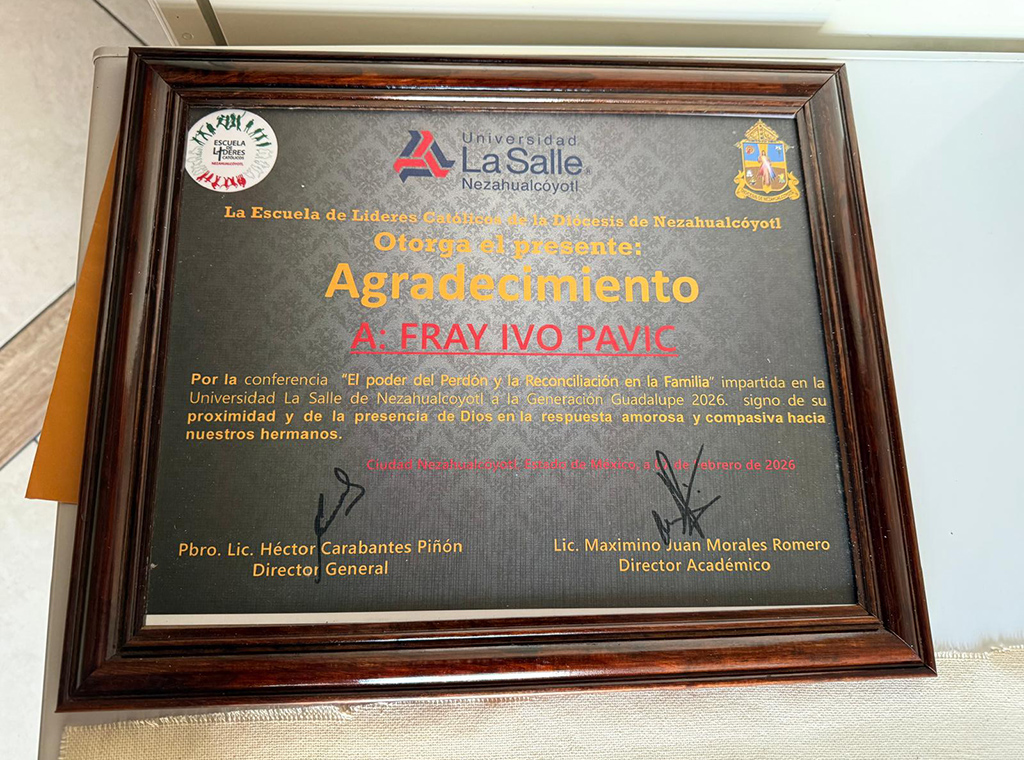 ESCUELA
DE
LÍDERES
CATÓLICOS
NEZAHUALCÓYOTL
Universidad
La Salle
Nezahualcóyotl
La Escuela de Lideres Católicos de la Diócesis de Nezahualcóyotl
Otorga el presente:
Agradecimiento
A: FRAY IVO PAVIC
Por la conferencia "El poder del Perdón y la Reconciliación en la Familia" impartida en la
Universidad La Salle de Nezahualcoyotl a la Generación Guadalupe 2026. signo de su
proximidad y de la presencia de Dios en la respuesta amorosa y compasiva hacia
nuestros hermanos.
Ciudad Nezahualcóyotl, Estado de México, a de febrero de 2026
Pbro. Lic. Héctor Carabantes Piñón
Director General
Lic. Maximino Juan Morales Romero
Director Académico